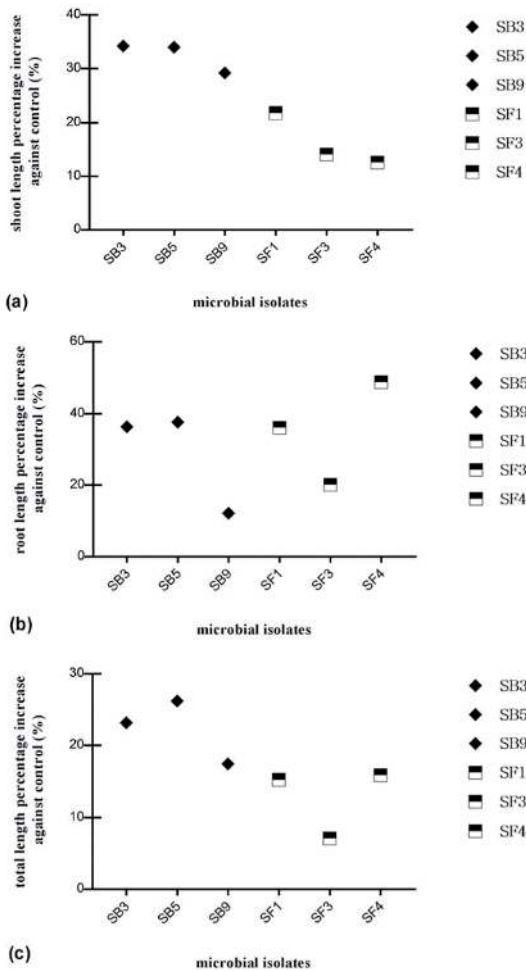 shoot length percentage increase
against control (%)
40
30
20
10
0
SB3 SB5 SB9 SF1 SF3 SF4
microbial isolates
SB3
SB5
SB9
SF1
SF3
SF4
(a)
root length percentage increase
against control (%)
60
40
20
0
SB3 SB5 SB9 SF1 SF3 SF4
microbial isolates
SB3
SB5
SB9
SF1
SF3
SF4
(b)
total length percentage increase
against control (%)
30
20
10
0
SB3 SB5 SB9 SF1 SF3 SF4
microbial isolates
SB3
SB5
SB9
SF1
SF3
SF4
(c)